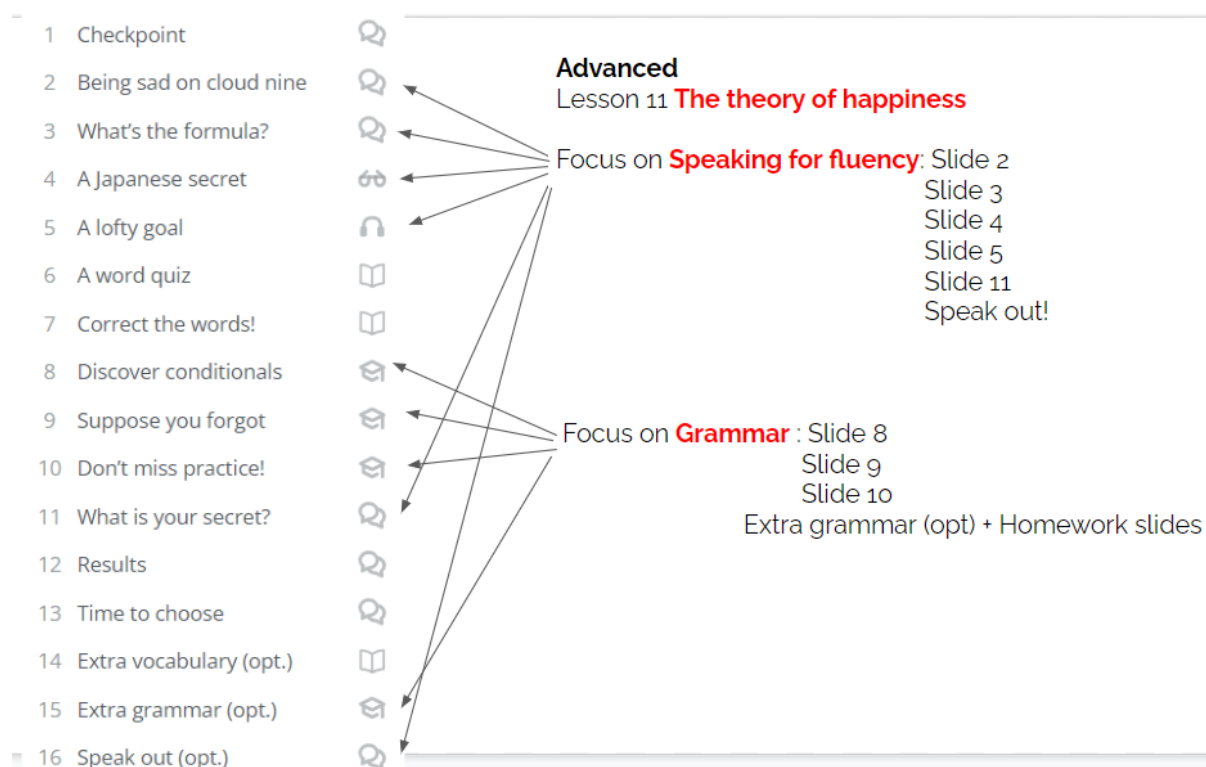 1 Checkpoint
2 Being sad on cloud nine
3 What's the formula?
4 A Japanese secret
5 A lofty goal
6 A word quiz
7 Correct the words!
8 Discover conditionals
9 Suppose you forgot
10 Don't miss practice!
11 What is your secret?
12 Results
13 Time to choose
14 Extra vocabulary (opt.)
15 Extra grammar (opt.)
16 Speak out (opt.)
Advanced
Lesson 11 The theory of happiness
Focus on Speaking for fluency: Slide 2
Slide 3
Slide 4
Slide 5
Slide 11
Speak out!
Focus on Grammar : Slide 8
Slide 9
Slide 10
Extra grammar (opt) + Homework slides